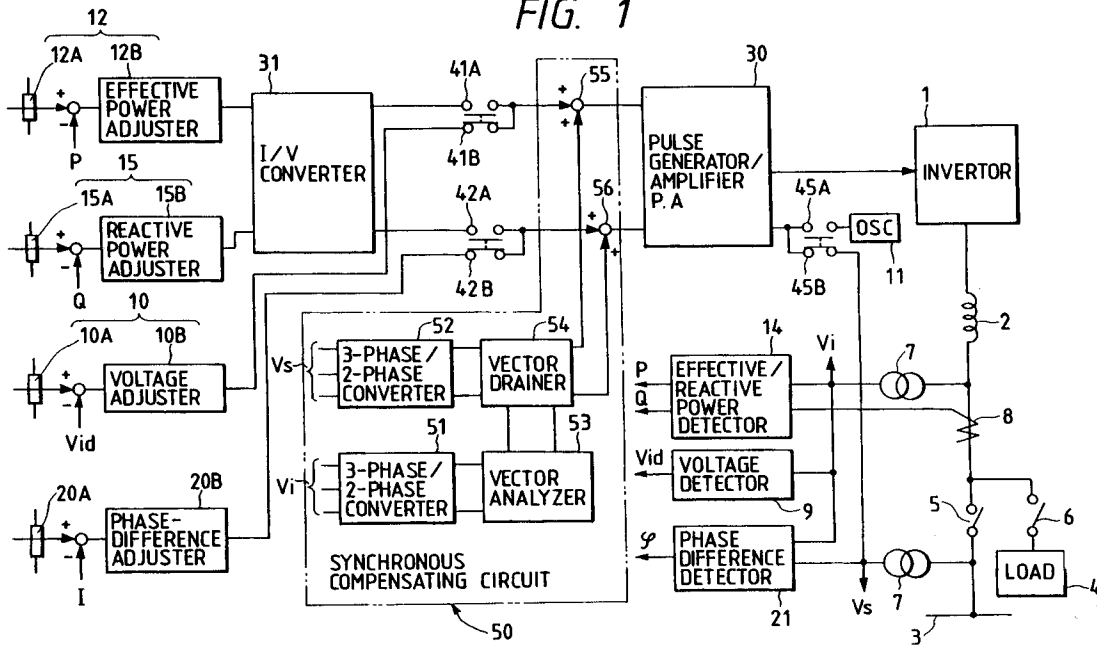 FIG. 1
12
12A
12B
EFFECTIVE
POWER
ADJUSTER
+
-
P
31
I/V
CONVERTER
15
15A
15B
REACTIVE
POWER
ADJUSTER
+
-
Q
10
10A
10B
VOLTAGE
ADJUSTER
+
-
Vid
20A
20B
PHASE-
DIFFERENCE
ADJUSTER
+
-
I
41A
41B
42A
42B
+
+
55
+
+
56
Vs
52
3-PHASE/
2-PHASE
CONVERTER
54
VECTOR
DRAINER
Vi
51
3-PHASE/
2-PHASE
CONVERTER
53
VECTOR
ANALYZER
SYNCHRONOUS
COMPENSATING CIRCUIT
50
30
PULSE
GENERATOR/
AMPLIFIER
P.A
45A
45B
OSC
11
1
INVERTOR
2
14
EFFECTIVE/
REACTIVE
POWER
DETECTOR
P
Q
Vi
7
8
Vid
VOLTAGE
DETECTOR
9
φ
PHASE
DIFFERENCE
DETECTOR
21
Vs
7
5
6
LOAD
4
3